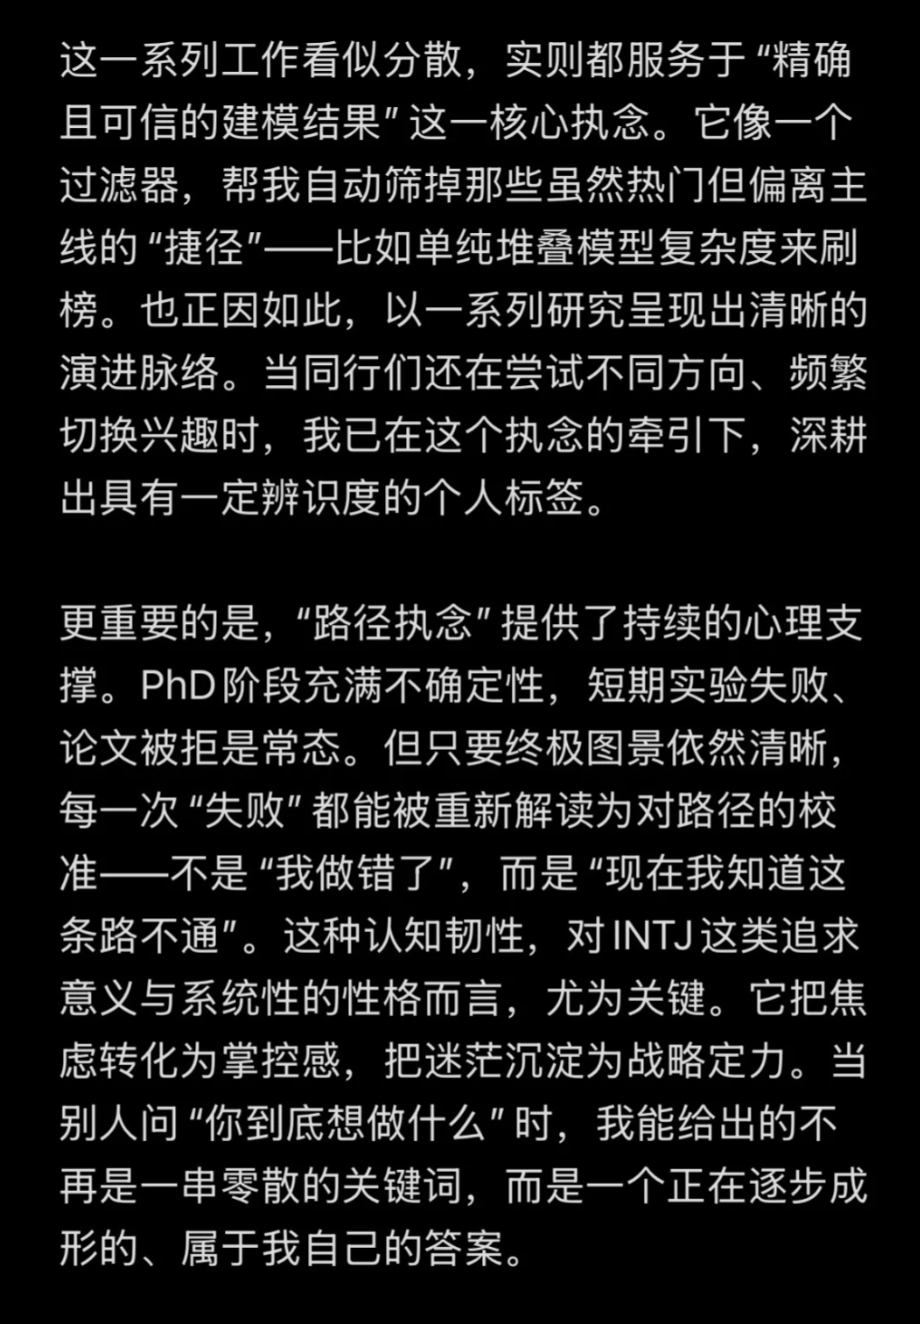 这一系列工作看似分散，实则都服务于“精确
且可信的建模结果”这一核心执念。它像一个
过滤器，帮我自动筛掉那些虽然热门但偏离主
线的“捷径”——比如单纯堆叠模型复杂度来刷
榜。也正因如此，以一系列研究呈现出清晰的
演进脉络。当同行们还在尝试不同方向、频繁
切换兴趣时，我已在这个执念的牵引下，深耕
出具有一定辨识度的个人标签。
更重要的是，“路径执念”提供了持续的心理支
撑。PhD阶段充满不确定性，短期实验失败、
论文被拒是常态。但只要终极图景依然清晰，
每一次“失败”都能被重新解读为对路径的校
准——不是“我做错了”，而是“现在我知道这
条路不通”。这种认知韧性，对INTJ这类追求
意义与系统性的性格而言，尤为关键。它把焦
虑转化为掌控感，把迷茫沉淀为战略定力。当
别人问“你到底想做什么”时，我能给出的不
再是一串零散的关键词，而是一个正在逐步成
形的、属于我自己的答案。